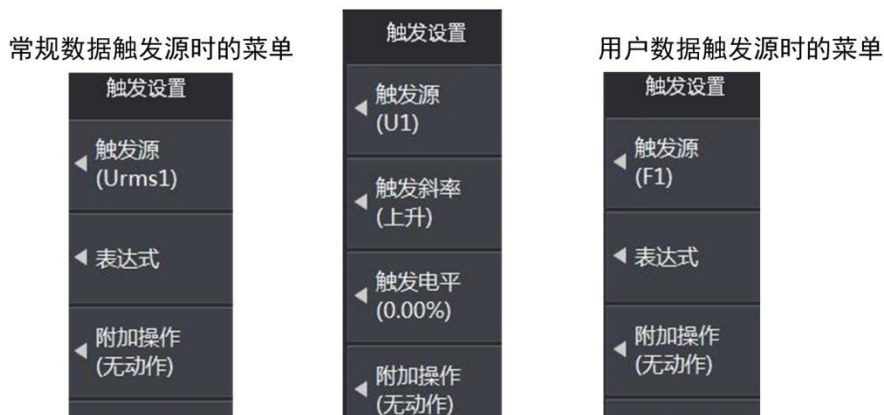 常规数据触发源时的菜单
触发设置
触发源
(Urms1)
表达式
附加操作
(无动作)
触发设置
触发源
(U1)
触发斜率
(上升)
触发电平
(0.00%)
附加操作
(无动作)
用户数据触发源时的菜单
触发设置
触发源
(F1)
表达式
附加操作
(无动作)